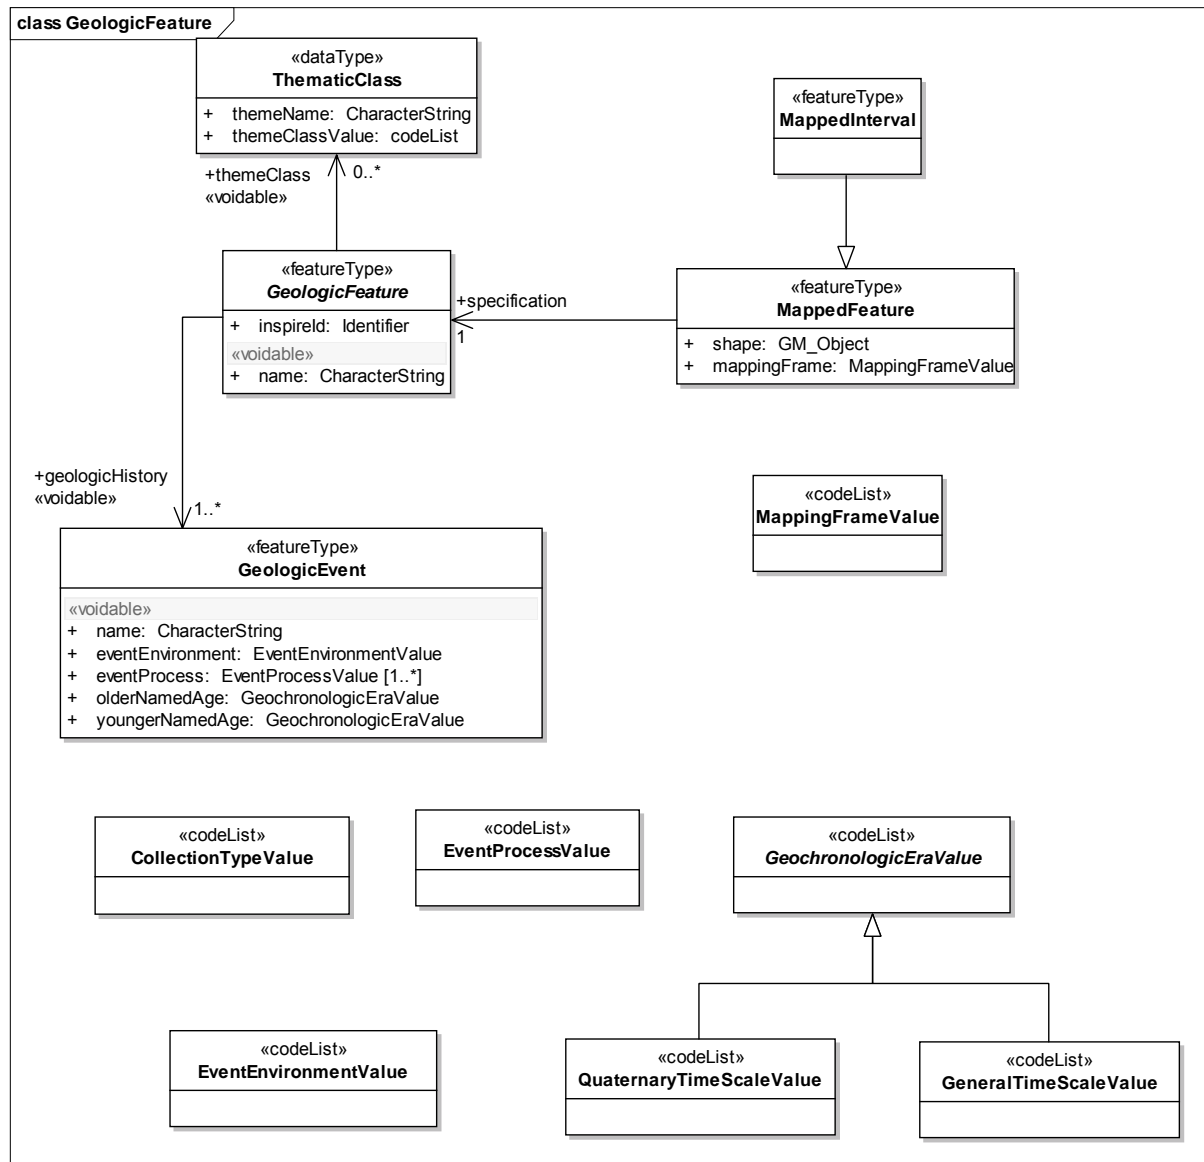 class GeologicFeature
«dataType»
ThematicClass
+ themeName: CharacterString
+ themeClassValue: codeList
+themeClass
«voidable»
0..*
«featureType»
MappedInterval
«featureType»
GeologicFeature
+ inspireId: Identifier
«voidable»
+ name: CharacterString
+specification
1
«featureType»
MappedFeature
+ shape: GM_Object
+ mappingFrame: MappingFrameValue
+geologicHistory
«voidable»
1..*
«codeList»
MappingFrameValue
«featureType»
GeologicEvent
«voidable»
+ name: CharacterString
+ eventEnvironment: EventEnvironmentValue
+ eventProcess: EventProcessValue [1..*]
+ olderNamedAge: GeochronologicEraValue
+ youngerNamedAge: GeochronologicEraValue
«codeList»
CollectionTypeValue
«codeList»
EventProcessValue
«codeList»
GeochronologicEraValue
«codeList»
EventEnvironmentValue
«codeList»
QuaternaryTimeScaleValue
«codeList»
GeneralTimeScaleValue